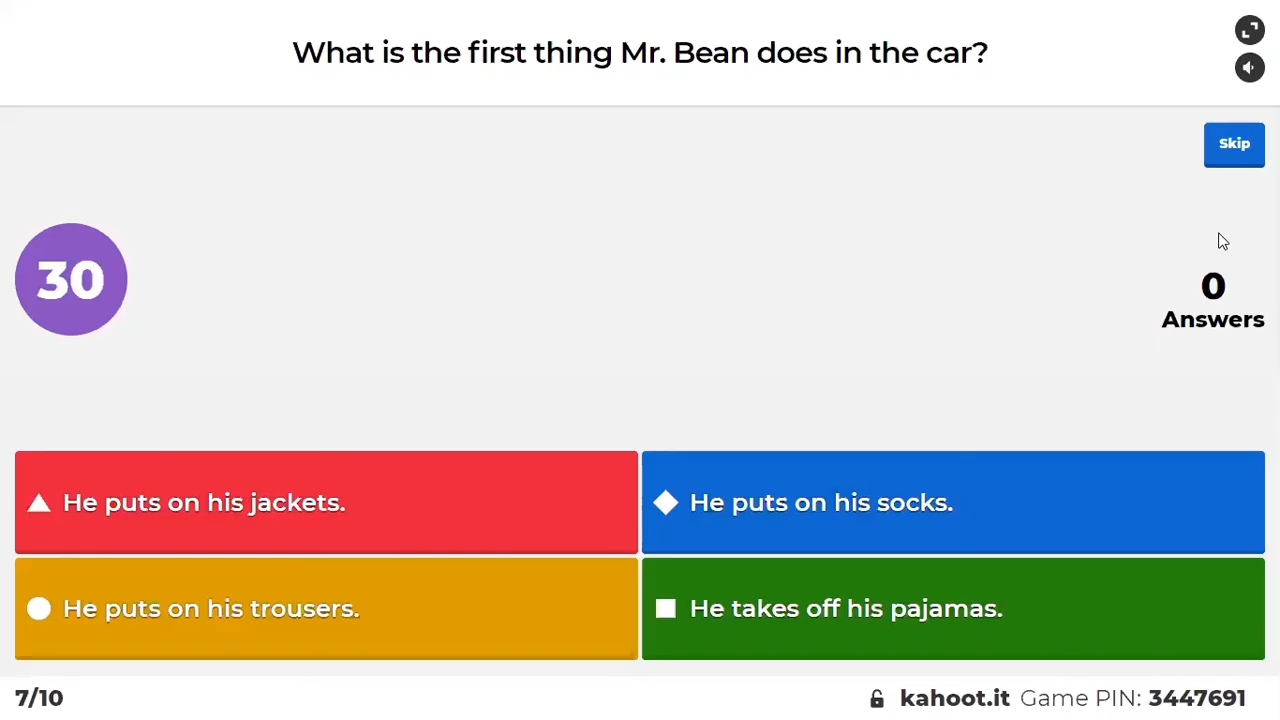 What is the first thing Mr. Bean does in the car?
Skip
30
0
Answers
He puts on his jackets.
He puts on his socks.
He puts on his trousers.
He takes off his pajamas.
7/10
kahoot.it Game PIN: 3447691